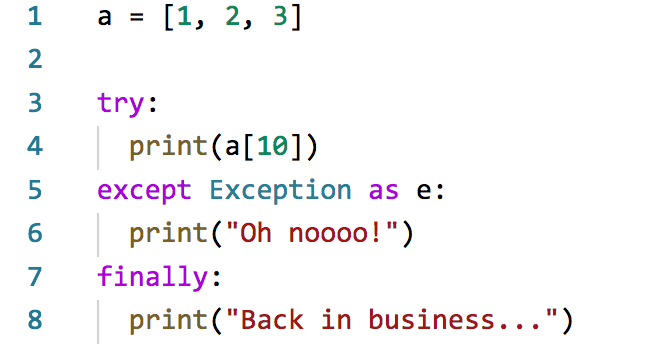 1 a = [1, 2, 3]
2
3 try:
4   print(a[10])
5 except Exception as e:
6   print("Oh noooo!")
7 finally:
8   print("Back in business...")